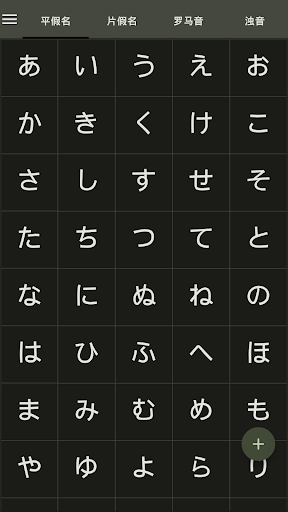 平假名 片假名 罗马音 浊音
あ い う え お
か き く け こ
さ し す せ そ
た ち つ て と
な に ぬ ね の
は ひ ふ へ ほ
ま み む め も
や ゆ よ ら り